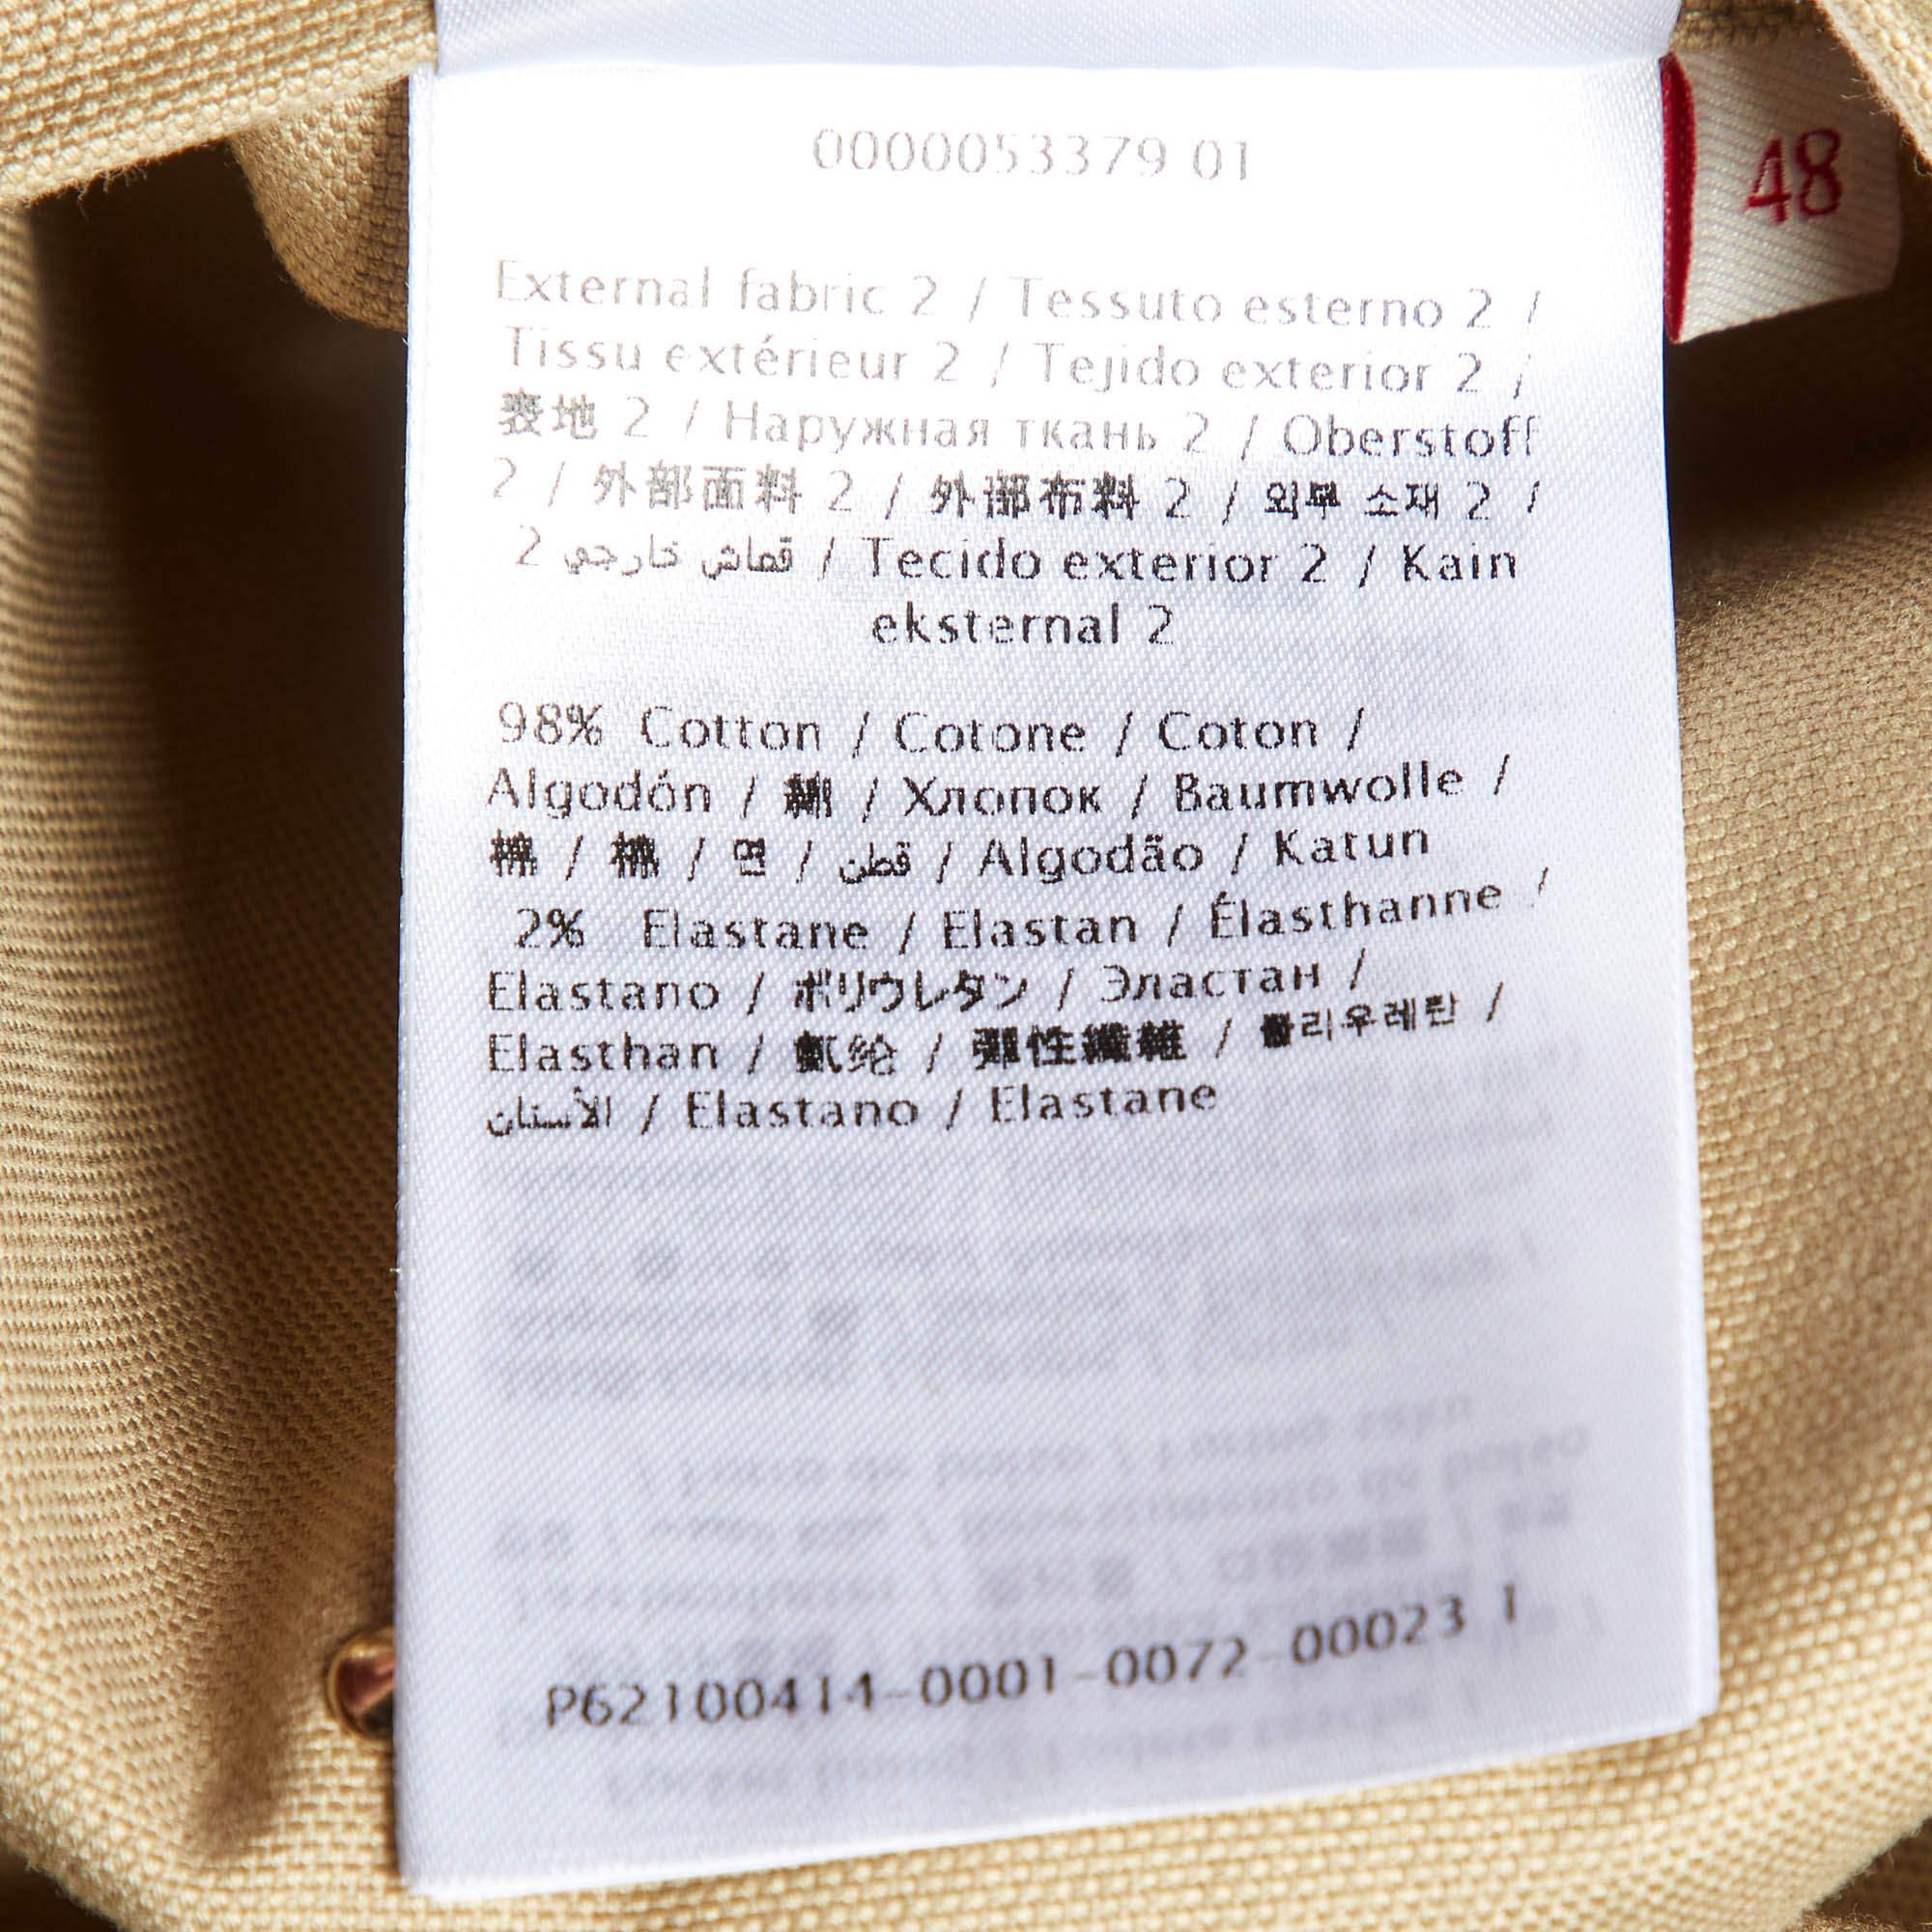 0000053379 01
48
External fabric 2 / Tessuto esterno 2 /
Tissu extérieur 2 / Tejido exterior 2 /
表地 2 / Наружная ткань 2 / Oberstoff
2 / 外部面料 2 / 外部布料 2 / 외부 소재 2 /
قماش خارجي 2 / Tecido exterior 2 / Kain
eksternal 2
98% Cotton / Cotone / Coton /
Algodón / 綿 / Хлопок / Baumwolle /
棉 / 棉 / 면 / قطن / Algodão / Katun
2% Elastane / Elastan / Élasthanne /
Elastano / ポリウレタン / Эластан /
Elasthan / 氨纶 / 彈性纖維 / 폴리우레탄 /
الأستان / Elastano / Elastane
P62100414-0001-0072-00023 1